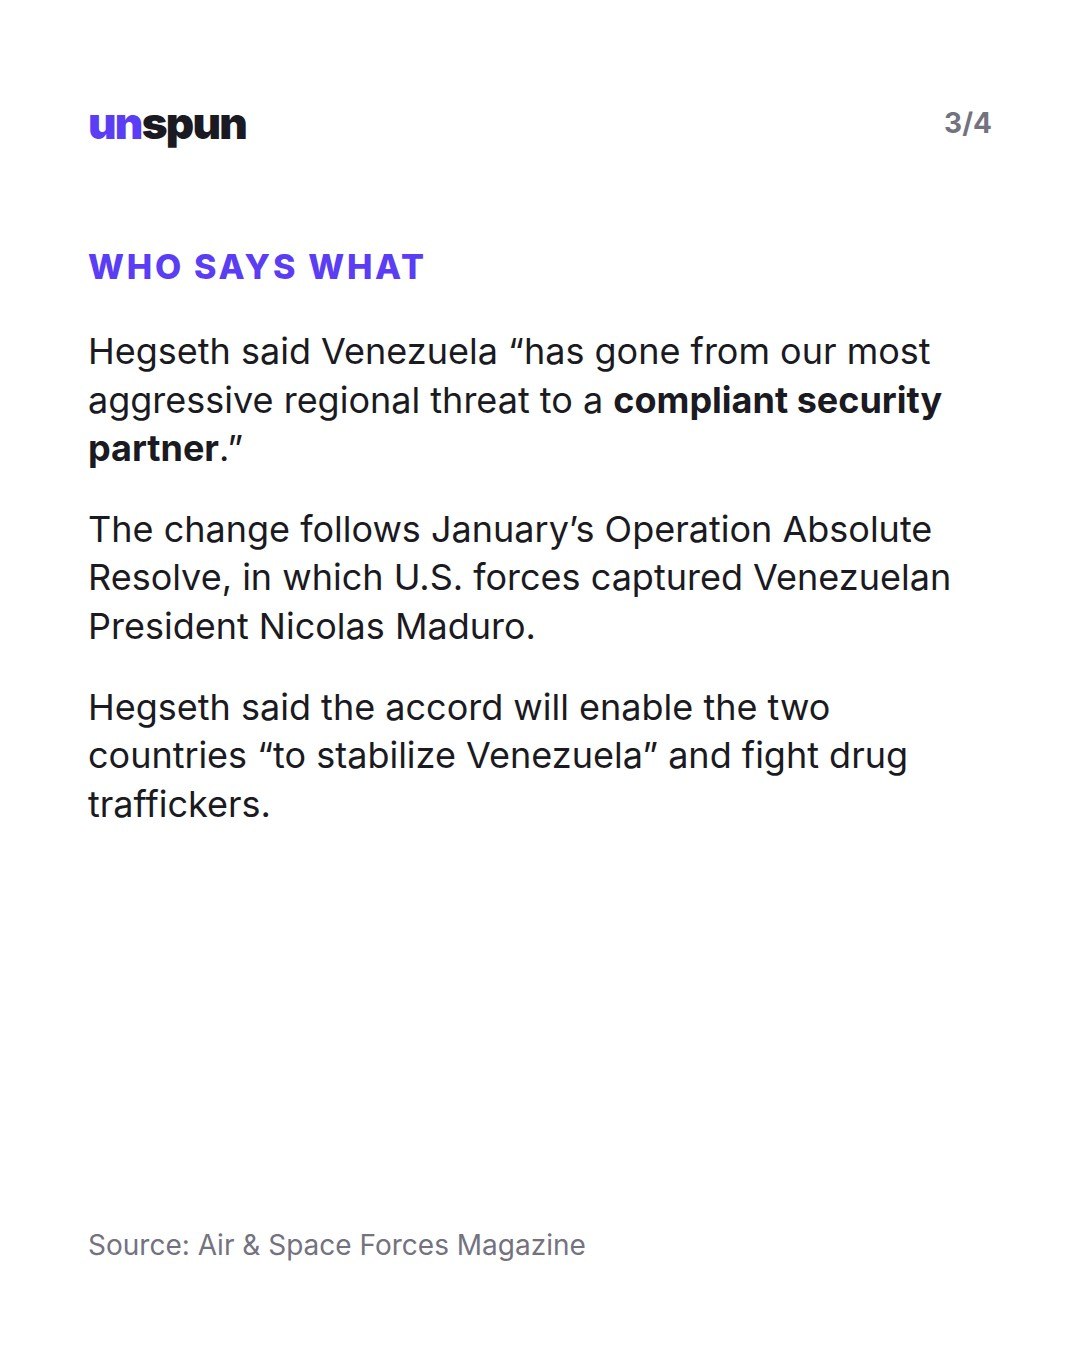 unspun
3/4
WHO SAYS WHAT
Hegseth said Venezuela “has gone from our most
aggressive regional threat to a compliant security
partner.”
The change follows January’s Operation Absolute
Resolve, in which U.S. forces captured Venezuelan
President Nicolas Maduro.
Hegseth said the accord will enable the two
countries “to stabilize Venezuela” and fight drug
traffickers.
Source: Air & Space Forces Magazine